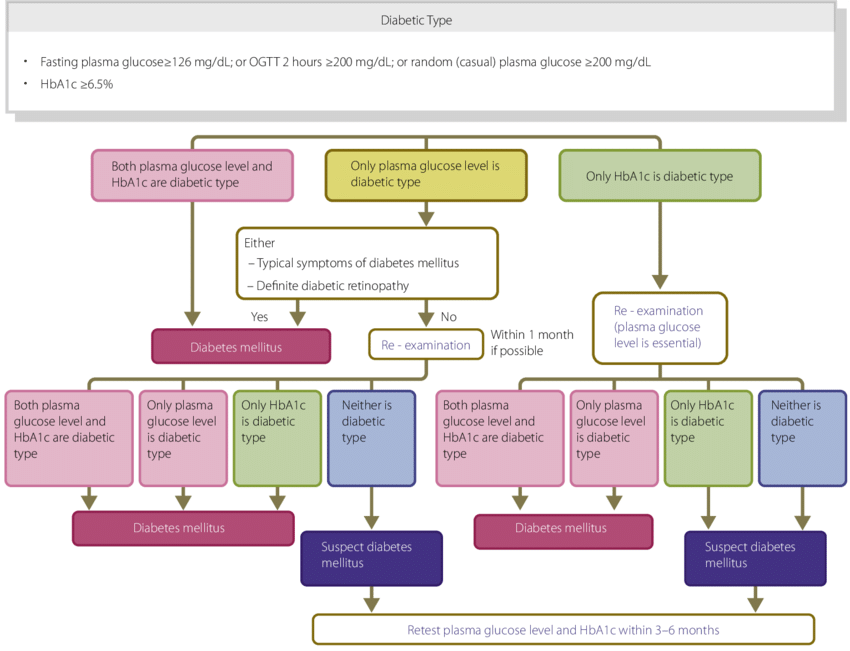 Diabetic Type
• Fasting plasma glucose≥126 mg/dL; or OGTT 2 hours ≥200 mg/dL; or random (casual) plasma glucose ≥200 mg/dL
• HbA1c ≥6.5%
Both plasma glucose level and
HbA1c are diabetic type
Only plasma glucose level is
diabetic type
Only HbA1c is diabetic type
Either
– Typical symptoms of diabetes mellitus
– Definite diabetic retinopathy
Yes
No
Diabetes mellitus
Re - examination
Within 1 month
if possible
Re - examination
(plasma glucose
level is essential)
Both plasma
glucose level and
HbA1c are diabetic
type
Only plasma
glucose level
is diabetic
type
Only HbA1c
is diabetic
type
Neither is
diabetic
type
Both plasma
glucose level and
HbA1c are diabetic
type
Only plasma
glucose level
is diabetic
type
Only HbA1c
is diabetic
type
Neither is
diabetic
type
Diabetes mellitus
Suspect diabetes
mellitus
Diabetes mellitus
Suspect diabetes
mellitus
Retest plasma glucose level and HbA1c within 3–6 months